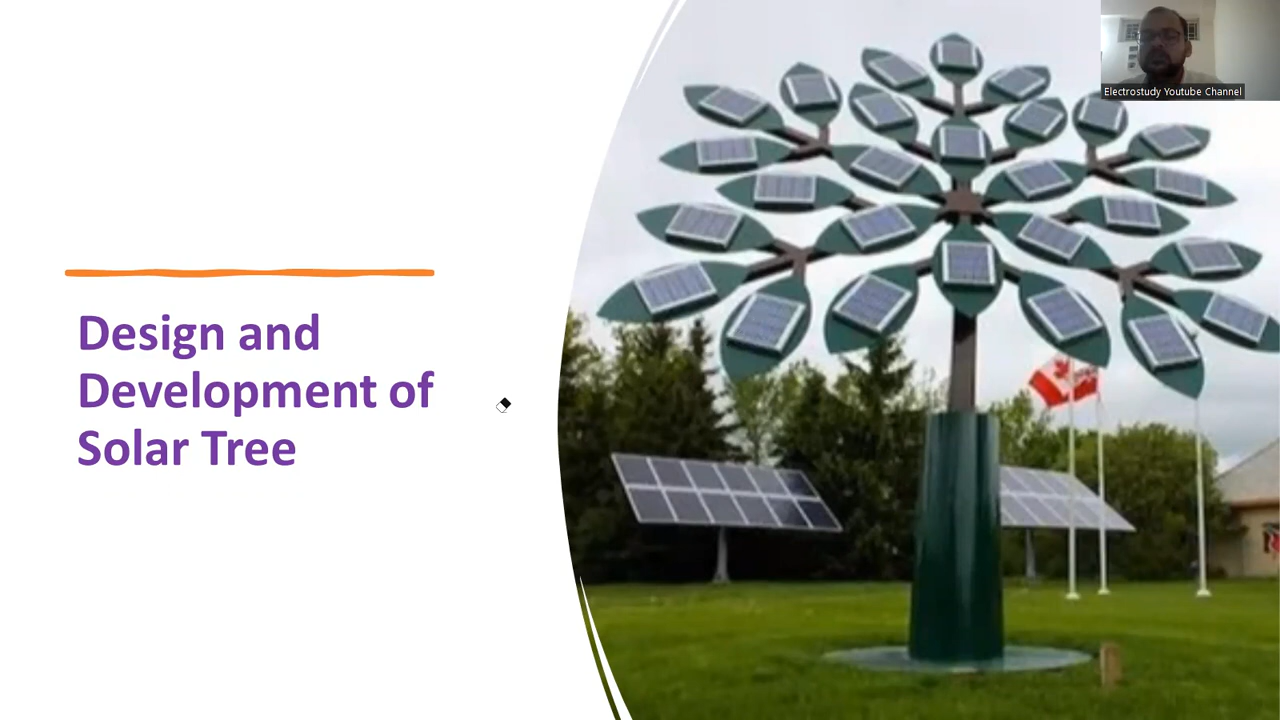 Electrostudy Youtube Channel
Design and
Development of
Solar Tree